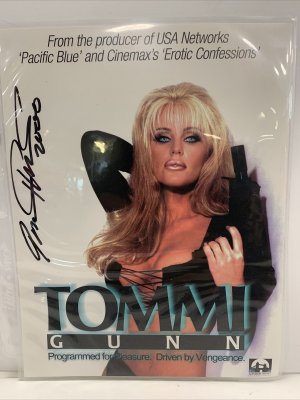 From the producer of USA Networks
'Pacific Blue' and Cinemax's 'Erotic Confessions'
2000
TOMMI
GUNN
Programmed for Pleasure. Driven by Vengeance.